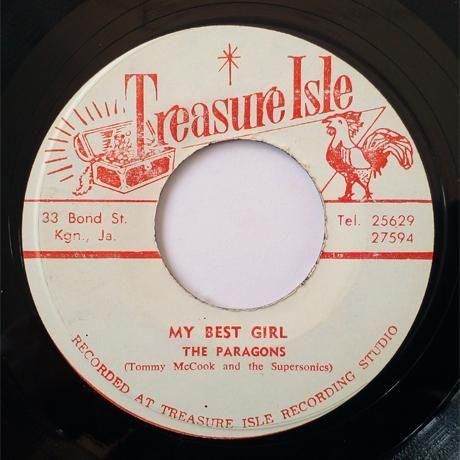 Treasure Isle
33 Bond St.
Kgn., Ja.
Tel. 25629
27594
MY BEST GIRL
THE PARAGONS
(Tommy McCook and the Supersonics)
RECORDED AT TREASURE ISLE RECORDING STUDIO